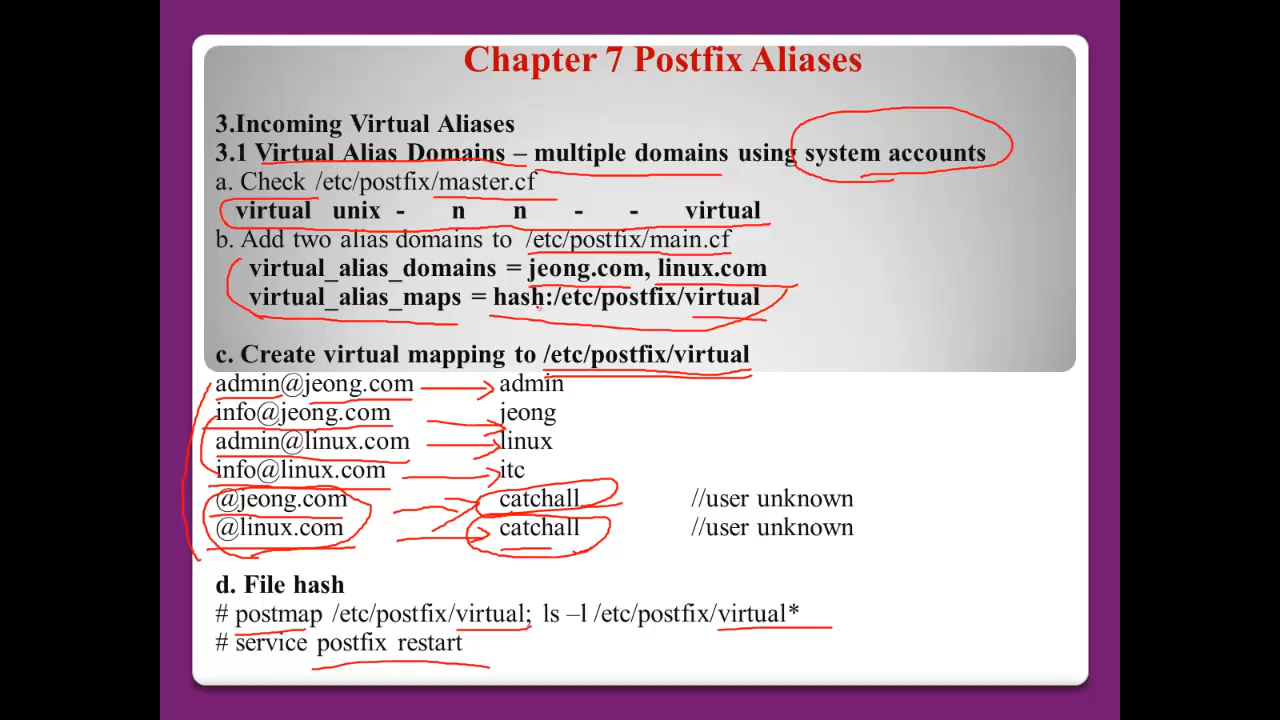 Chapter 7 Postfix Aliases
3.Incoming Virtual Aliases
3.1 Virtual Alias Domains – multiple domains using system accounts
a. Check /etc/postfix/master.cf
virtual unix - n n - - virtual
b. Add two alias domains to /etc/postfix/main.cf
virtual_alias_domains = jeong.com, linux.com
virtual_alias_maps = hash:/etc/postfix/virtual
c. Create virtual mapping to /etc/postfix/virtual
admin@jeong.com admin
info@jeong.com jeong
admin@linux.com linux
info@linux.com itc
@jeong.com catchall //user unknown
@linux.com catchall //user unknown
d. File hash
# postmap /etc/postfix/virtual; ls –l /etc/postfix/virtual*
# service postfix restart